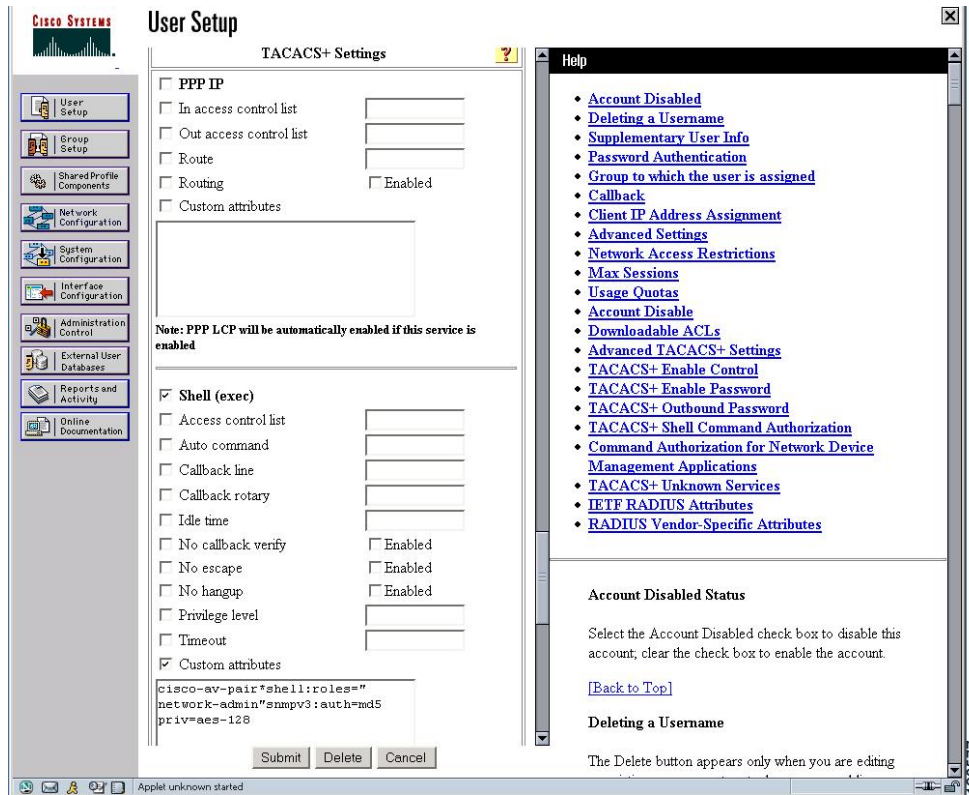 CISCO SYSTEMS
User Setup
User
Setup
Group
Setup
Shared Profile
Components
Network
Configuration
System
Configuration
Interface
Configuration
Administration
Control
External User
Databases
Reports and
Activity
Online
Documentation
TACACS+ Settings
?
PPP IP
In access control list
Out access control list
Route
Routing Enabled
Custom attributes
Note: PPP LCP will be automatically enabled if this service is
enabled
Shell (exec)
Access control list
Auto command
Callback line
Callback rotary
Idle time
No callback verify Enabled
No escape Enabled
No hangup Enabled
Privilege level
Timeout
Custom attributes
cisco-av-pair*shell:roles="
network-admin"snmpv3:auth=md5
priv=aes-128
Submit Delete Cancel
Help
Account Disabled
Deleting a Username
Supplementary User Info
Password Authentication
Group to which the user is assigned
Callback
Client IP Address Assignment
Advanced Settings
Network Access Restrictions
Max Sessions
Usage Quotas
Account Disable
Downloadable ACLs
Advanced TACACS+ Settings
TACACS+ Enable Control
TACACS+ Enable Password
TACACS+ Outbound Password
TACACS+ Shell Command Authorization
Command Authorization for Network Device
Management Applications
TACACS+ Unknown Services
IETF RADIUS Attributes
RADIUS Vendor-Specific Attributes
Account Disabled Status
Select the Account Disabled check box to disable this
account; clear the check box to enable the account.
[Back to Top]
Deleting a Username
The Delete button appears only when you are editing
Applet unknown started